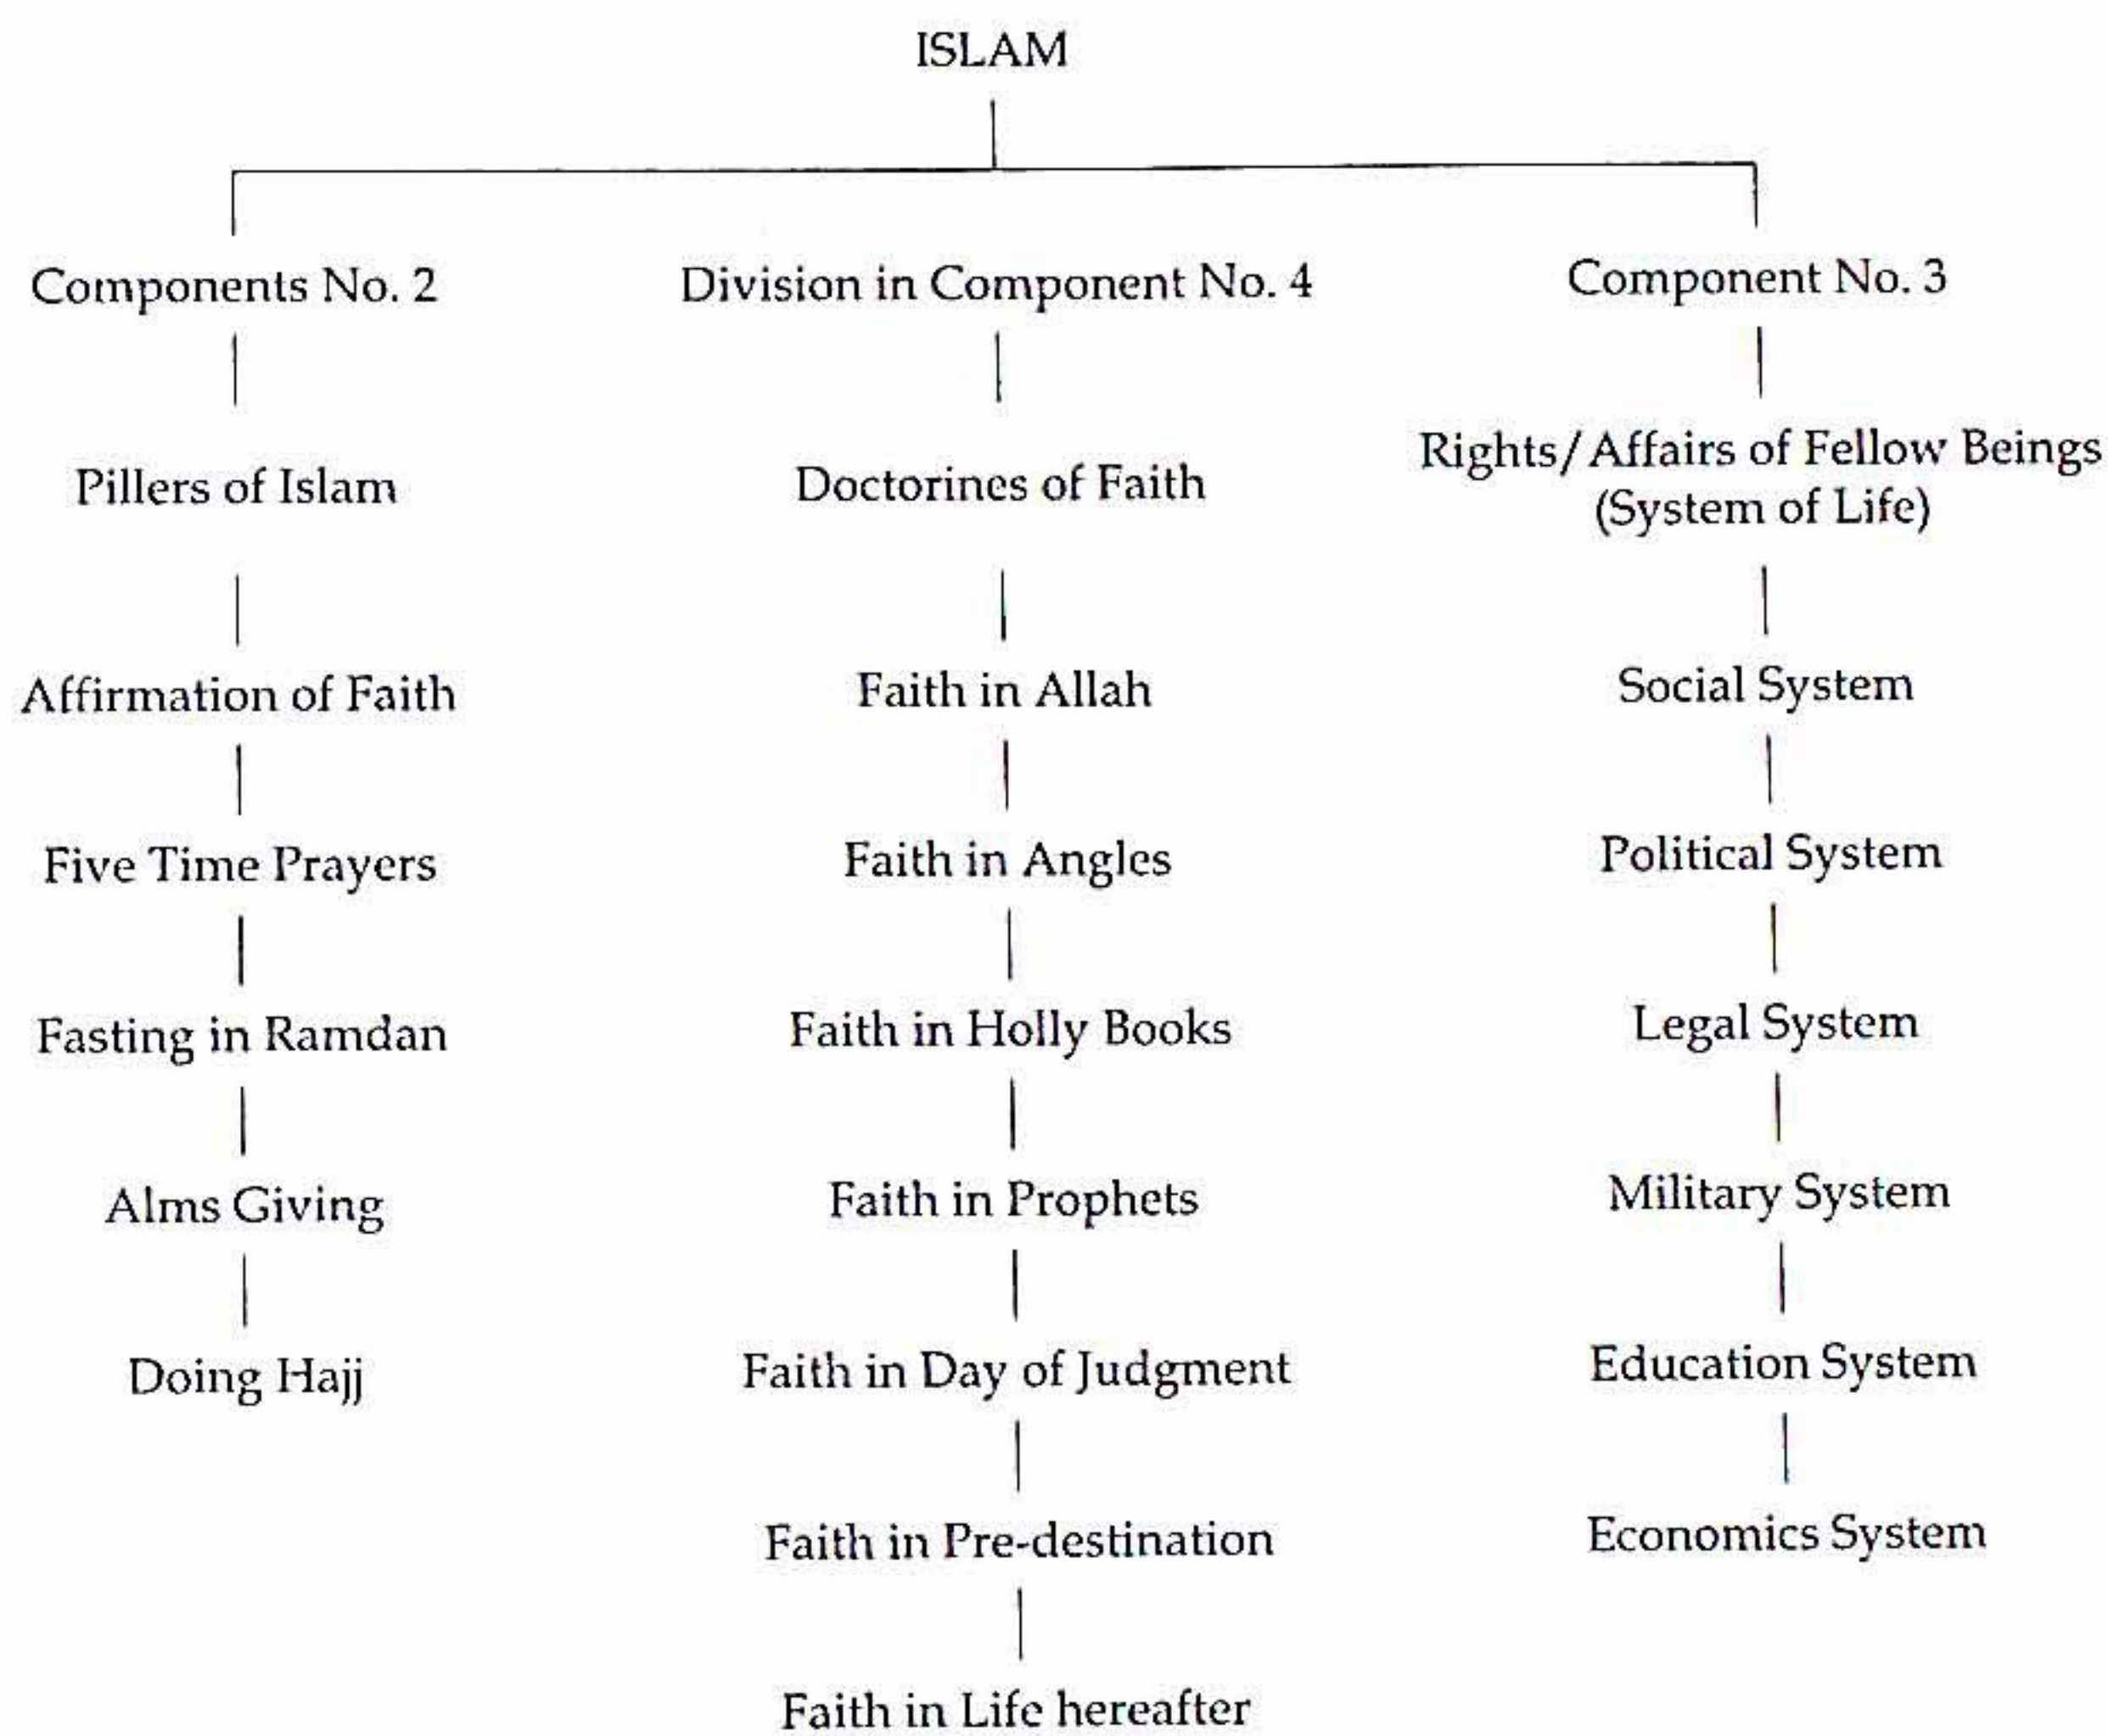 ISLAM
Components No. 2
Pillers of Islam
Affirmation of Faith
Five Time Prayers
Fasting in Ramdan
Alms Giving
Doing Hajj
Division in Component No. 4
Doctorines of Faith
Faith in Allah
Faith in Angles
Faith in Holly Books
Faith in Prophets
Faith in Day of Judgment
Faith in Pre-destination
Faith in Life hereafter
Component No. 3
Rights/Affairs of Fellow Beings
(System of Life)
Social System
Political System
Legal System
Military System
Education System
Economics System